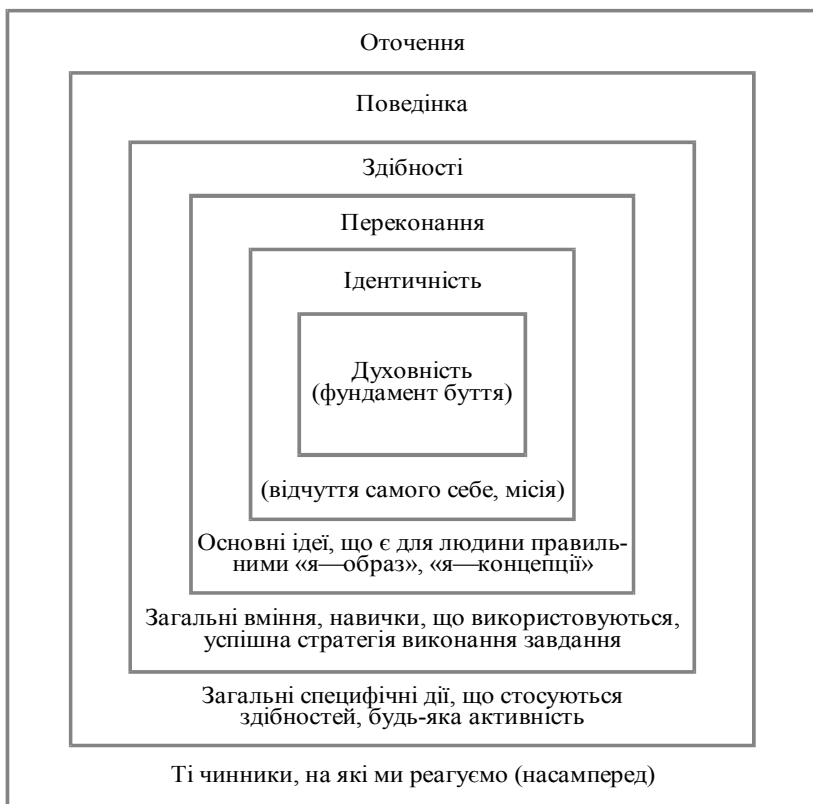 Оточення
Поведінка
Здібності
Переконання
Ідентичність
Духовність
(фундамент буття)
(відчуття самого себе, місія)
Основні ідеї, що є для людини правиль-
ними «я—образ», «я—концепції»
Загальні вміння, навички, що використовуються,
успішна стратегія виконання завдання
Загальні специфічні дії, що стосуються
здібностей, будь-яка активність
Ті чинники, на які ми реагуємо (насамперед)